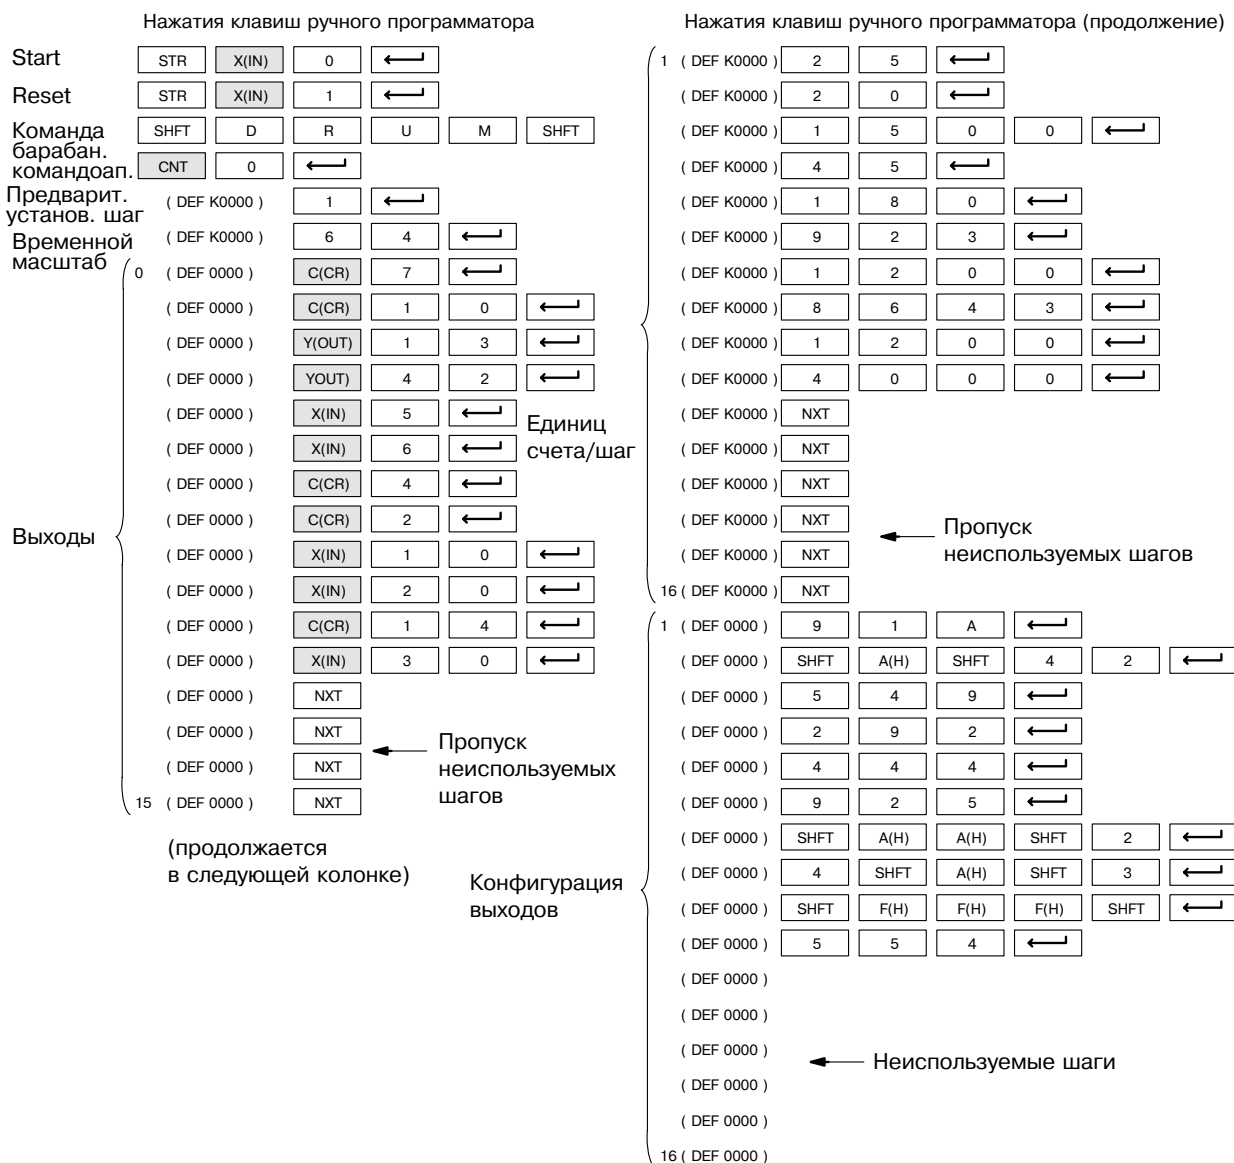 Нажатия клавиш ручного программатора
Start STR X(IN) 0
Reset STR X(IN) 1
Команда барабан. командоап. SHFT D R U M SHFT
CNT 0
Предварит. установ. шаг ( DEF K0000 ) 1
Временной масштаб ( DEF K0000 ) 6 4
Выходы
0 ( DEF 0000 ) C(CR) 7
( DEF 0000 ) C(CR) 1 0
( DEF 0000 ) Y(OUT) 1 3
( DEF 0000 ) YOUT) 4 2
( DEF 0000 ) X(IN) 5
( DEF 0000 ) X(IN) 6
( DEF 0000 ) C(CR) 4
( DEF 0000 ) C(CR) 2
( DEF 0000 ) X(IN) 1 0
( DEF 0000 ) X(IN) 2 0
( DEF 0000 ) C(CR) 1 4
( DEF 0000 ) X(IN) 3 0
( DEF 0000 ) NXT
( DEF 0000 ) NXT
( DEF 0000 ) NXT
15 ( DEF 0000 ) NXT
Пропуск
неиспользуемых
шагов
(продолжается
в следующей колонке)
Нажатия клавиш ручного программатора (продолжение)
Единиц
счета/шаг
1 ( DEF K0000 ) 2 5
( DEF K0000 ) 2 0
( DEF K0000 ) 1 5 0 0
( DEF K0000 ) 4 5
( DEF K0000 ) 1 8 0
( DEF K0000 ) 9 2 3
( DEF K0000 ) 1 2 0 0
( DEF K0000 ) 8 6 4 3
( DEF K0000 ) 1 2 0 0
( DEF K0000 ) 4 0 0 0
( DEF K0000 ) NXT
( DEF K0000 ) NXT
( DEF K0000 ) NXT
( DEF K0000 ) NXT
( DEF K0000 ) NXT
16 ( DEF K0000 ) NXT
Пропуск
неиспользуемых шагов
Конфигурация
выходов
1 ( DEF 0000 ) 9 1 A
( DEF 0000 ) SHFT A(H) SHFT 4 2
( DEF 0000 ) 5 4 9
( DEF 0000 ) 2 9 2
( DEF 0000 ) 4 4 4
( DEF 0000 ) 9 2 5
( DEF 0000 ) SHFT A(H) A(H) SHFT 2
( DEF 0000 ) 4 SHFT A(H) SHFT 3
( DEF 0000 ) SHFT F(H) F(H) F(H) SHFT
( DEF 0000 ) 5 5 4
( DEF 0000 )
( DEF 0000 )
( DEF 0000 )
( DEF 0000 )
( DEF 0000 )
16 ( DEF 0000 )
Неиспользуемые шаги